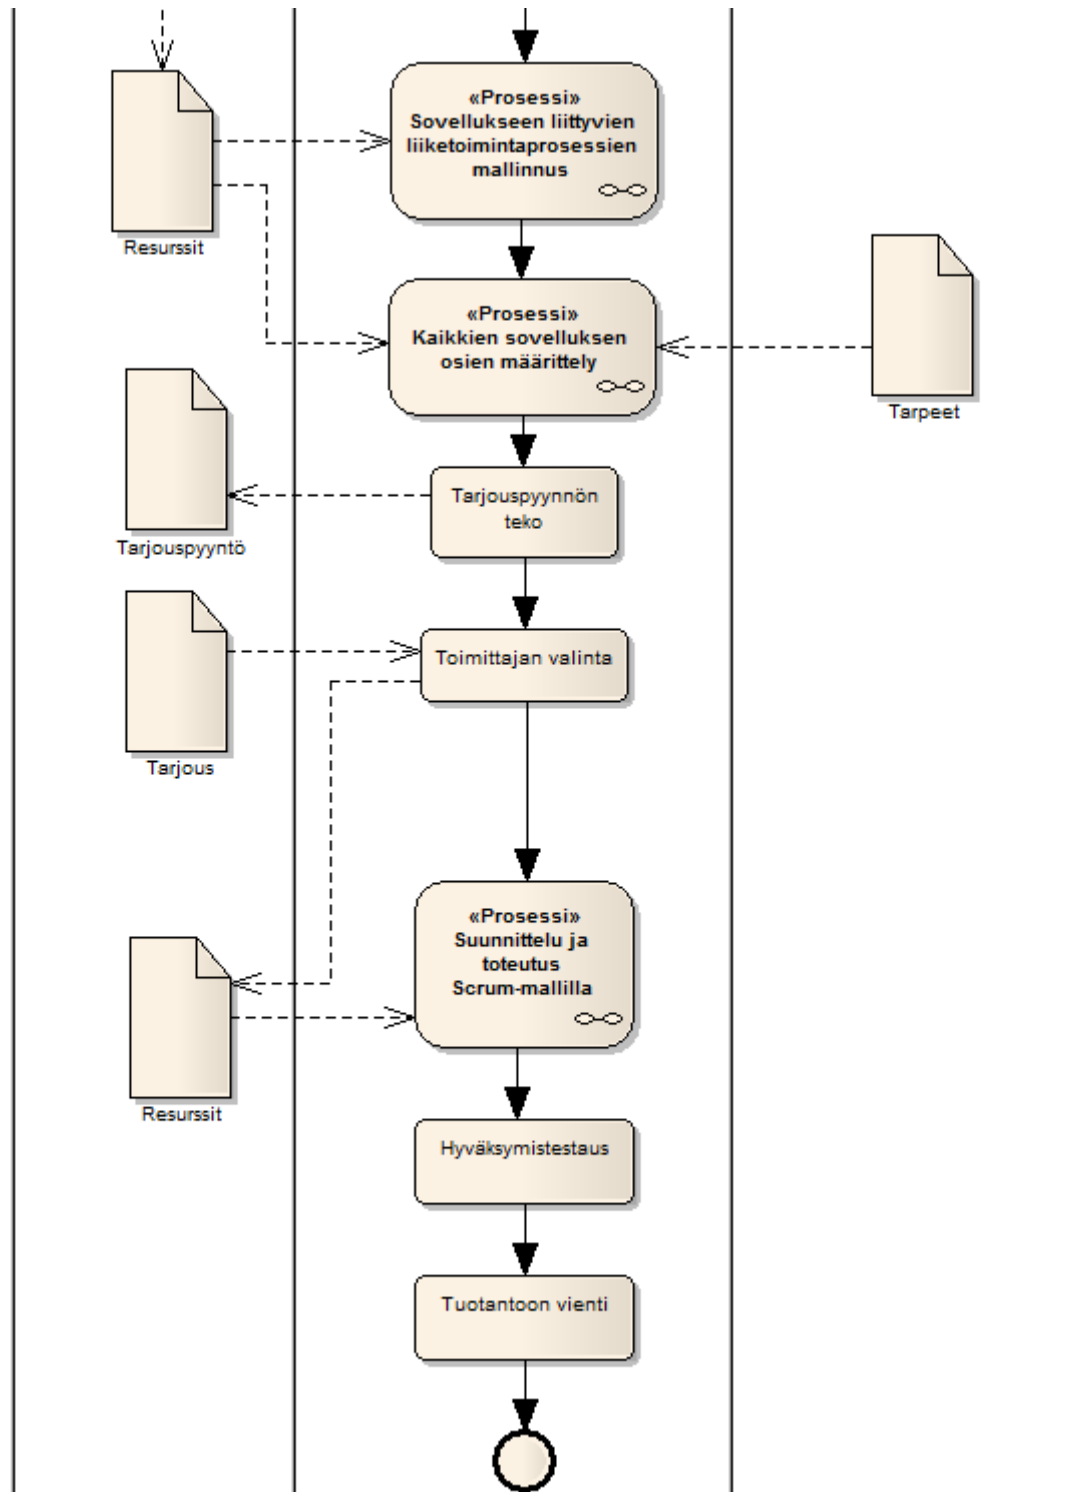 «Prosessi»
Sovellukseen liittyvien
liiketoimintaprosessien
mallinnus
Resurssit
«Prosessi»
Kaikkien sovelluksen
osien määrittely
Tarpeet
Tarjouspyynnön
teko
Tarjouspyyntö
Toimittajan valinta
Tarjous
«Prosessi»
Suunnittelu ja
toteutus
Scrum-mallilla
Resurssit
Hyväksymistestaus
Tuotantoon vienti